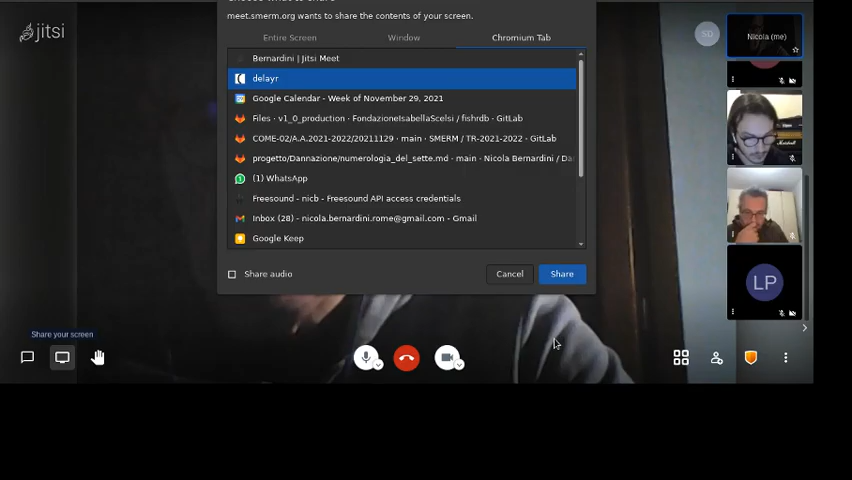 meet.smerm.org wants to share the contents of your screen.
jitsi
Entire Screen Window Chromium Tab
SD
Nicola (me)
Bernardini | Jitsi Meet
delayr
Google Calendar - Week of November 29, 2021
Files · v1_0_production · FondazioneIsabellaScelsi / fishrdb · GitLab
COME-02/A.A.2021-2022/20211129 · main · SMERM / TR-2021-2022 · GitLab
progetto/Dannazione/numerologia_del_sette.md · main · Nicola Bernardini / Da
(1) WhatsApp
Freesound - nicb - Freesound API access credentials
Inbox (28) - nicola.bernardini.rome@gmail.com - Gmail
Google Keep
Share audio Cancel Share
LP
Share your screen